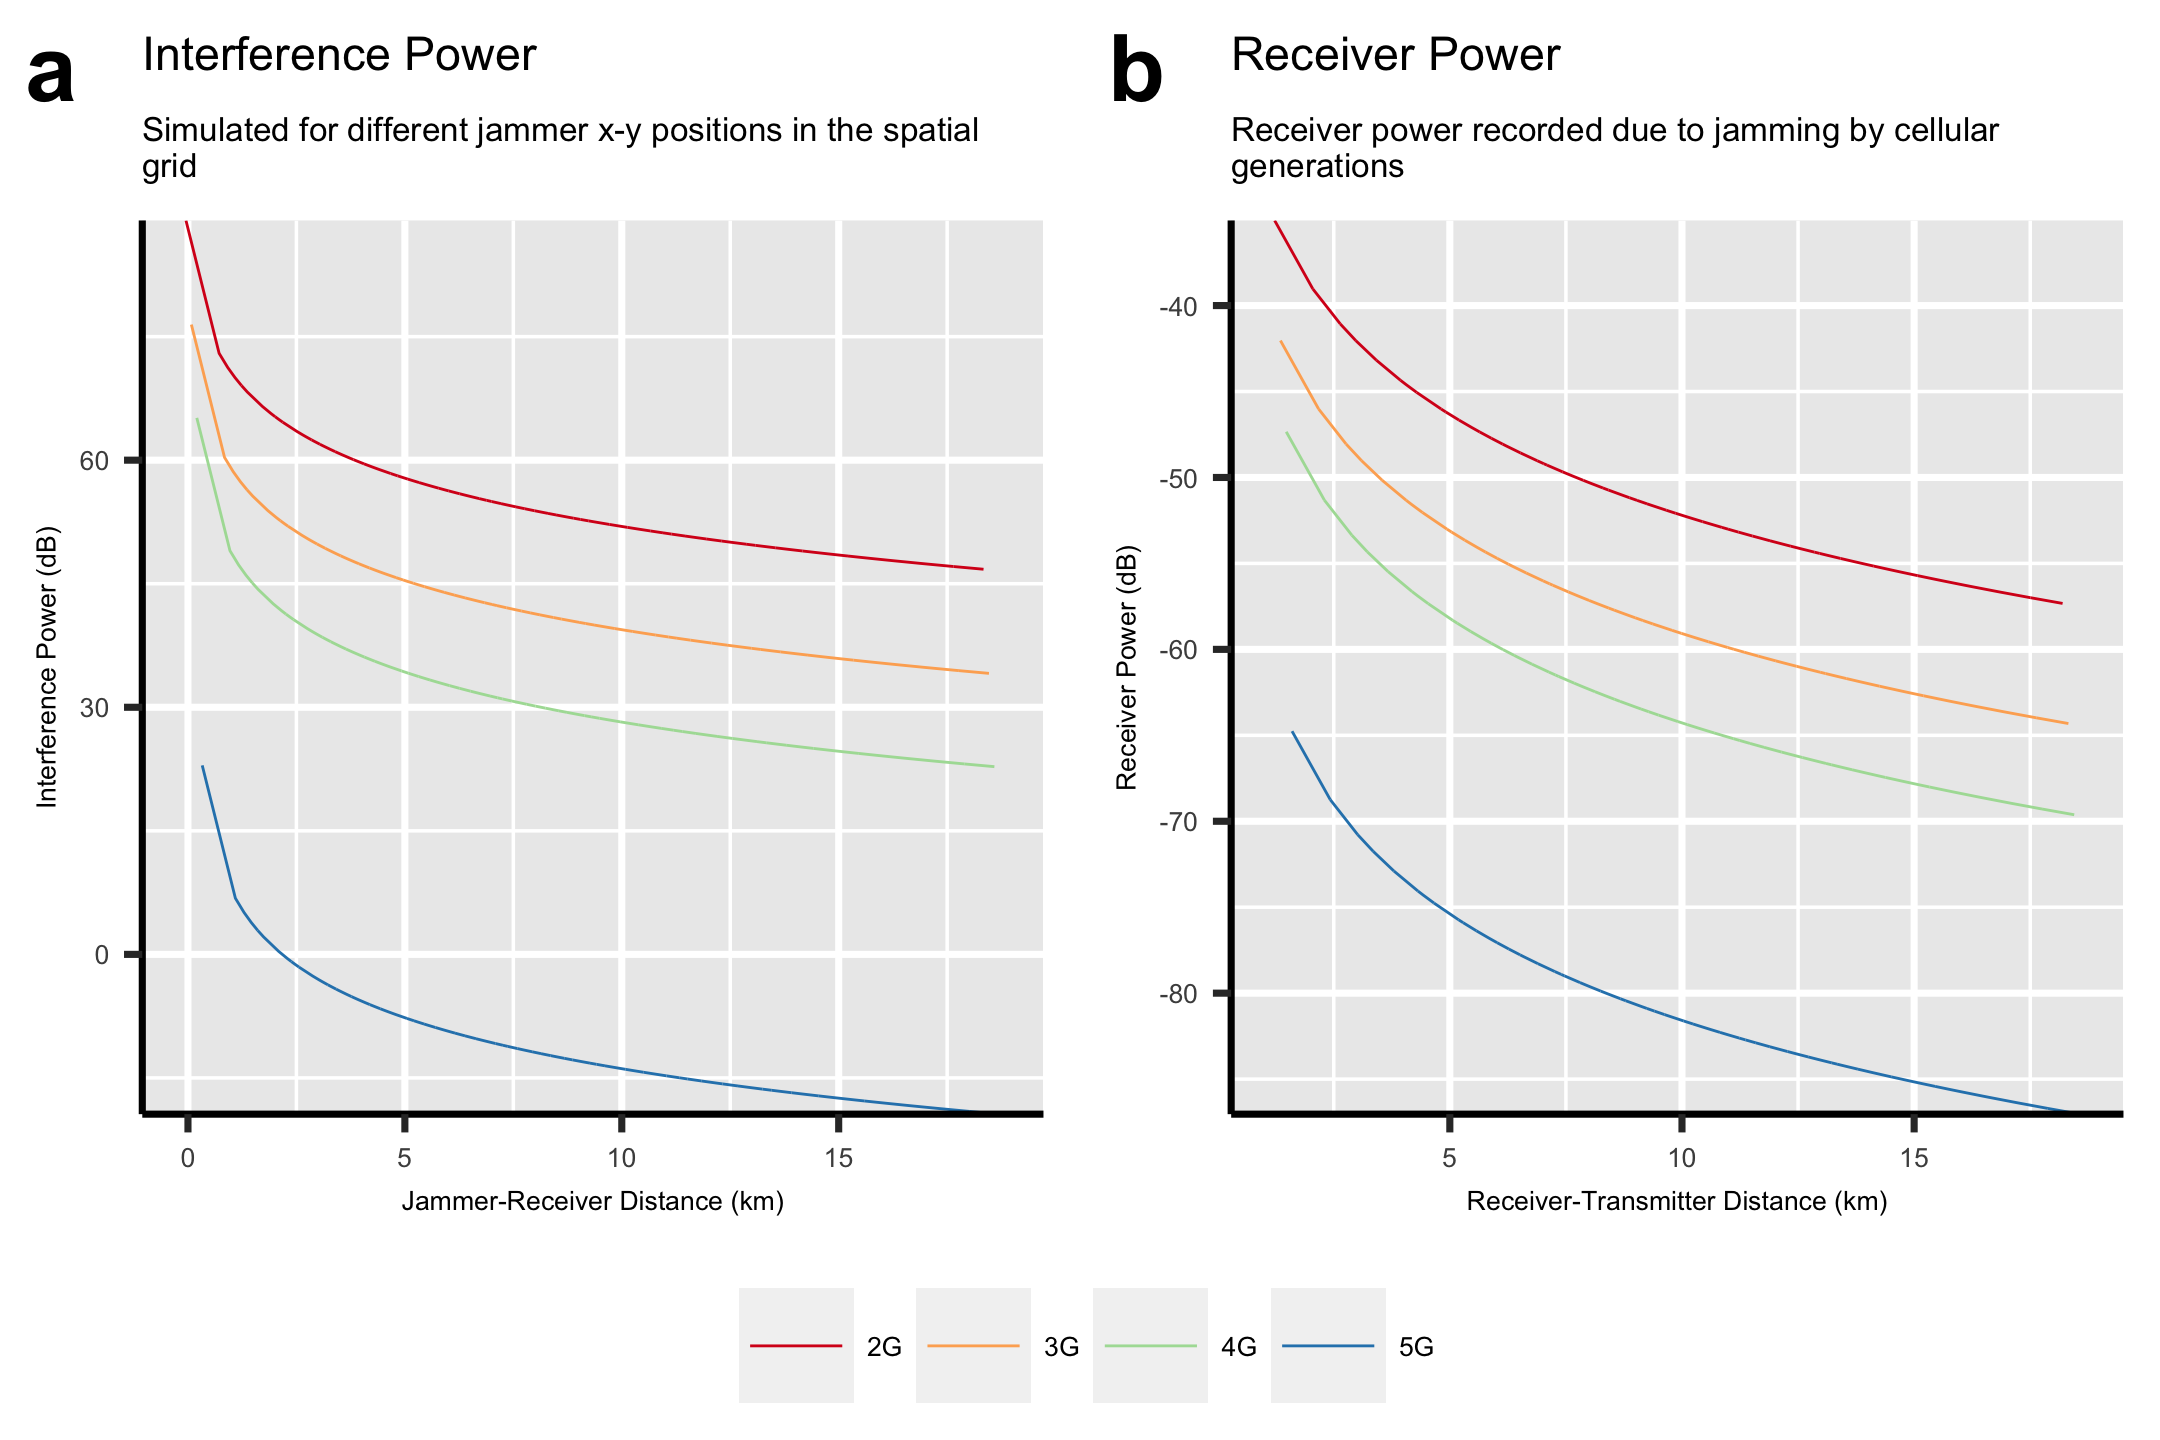 a
Interference Power
Simulated for different jammer x-y positions in the spatial
grid
Interference Power (dB)
60
30
0
0
5
10
15
Jammer-Receiver Distance (km)
b
Receiver Power
Receiver power recorded due to jamming by cellular
generations
Receiver Power (dB)
-40
-50
-60
-70
-80
5
10
15
Receiver-Transmitter Distance (km)
2G
3G
4G
5G